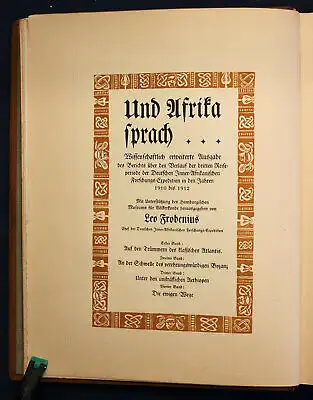 Und Afrika
sprach . . .
Wissenschaftlich erweiterte Ausgabe
des Berichts über den Verlauf der dritten Reise-
periode der Deutschen Inner-Afrikanischen
Forschungs-Expedition in den Jahren
1910 bis 1912
Mit Unterstützung des Hamburgischen
Museums für Völkerkunde herausgegeben von
Leo Frobenius
Chef der Deutschen Inner-Afrikanischen Forschungs-Expedition
Erster Band:
Auf den Trümmern des klassischen Atlantis.
Zweiter Band:
An der Schwelle des verehrungswürdigen Byzanz
Dritter Band:
Unter den unsträflichen Aethiopen
Vierter Band:
Die ewigen Wege